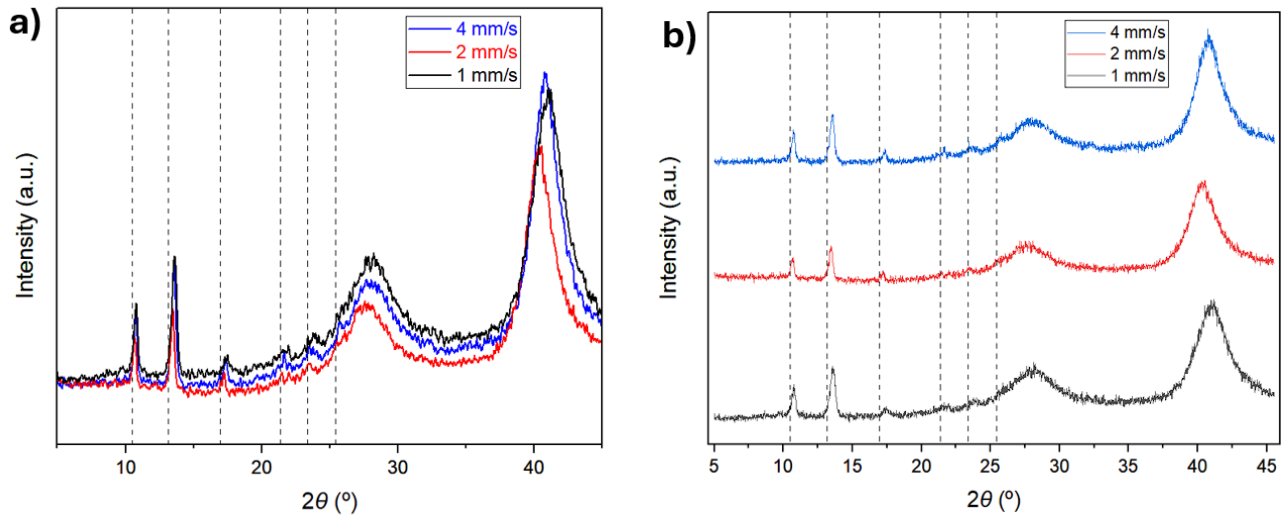 a)
4 mm/s
2 mm/s
1 mm/s
Intensity (a.u.)
10 20 30 40
2θ (º)
b)
4 mm/s
2 mm/s
1 mm/s
Intensity (a.u.)
5 10 15 20 25 30 35 40 45
2θ (º)